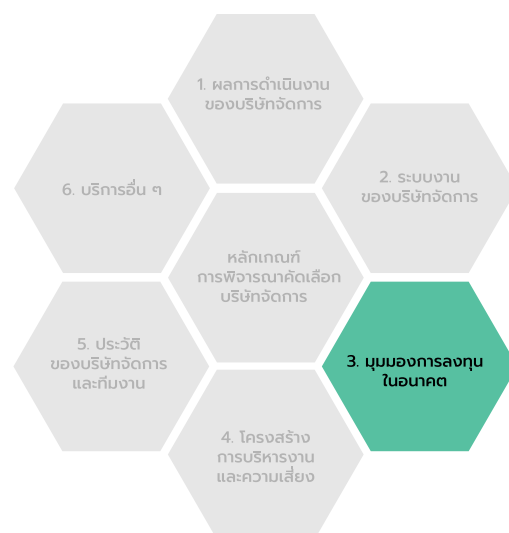 1. ผลการดำเนินงาน
ของบริษัทจัดการ
2. ระบบงาน
ของบริษัทจัดการ
6. บริการอื่น ๆ
หลักเกณฑ์
การพิจารณาคัดเลือก
บริษัทจัดการ
3. มุมมองการลงทุน
ในอนาคต
5. ประวัติ
ของบริษัทจัดการ
และทีมงาน
4. โครงสร้าง
การบริหารงาน
และความเสี่ยง